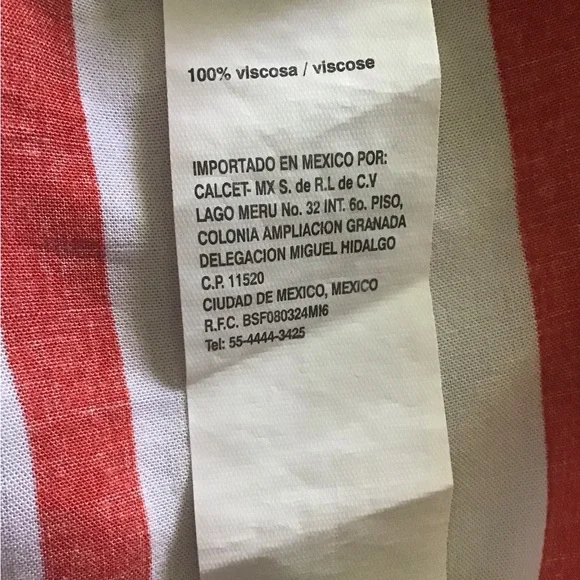 100% viscosa / viscose
IMPORTADO EN MEXICO POR:
CALCET- MX S. de R.L de C.V
LAGO MERU No. 32 INT. 6o. PISO,
COLONIA AMPLIACION GRANADA
DELEGACION MIGUEL HIDALGO
C.P. 11520
CIUDAD DE MEXICO, MEXICO
R.F.C. BSF080324MI6
Tel: 55-4444-3425